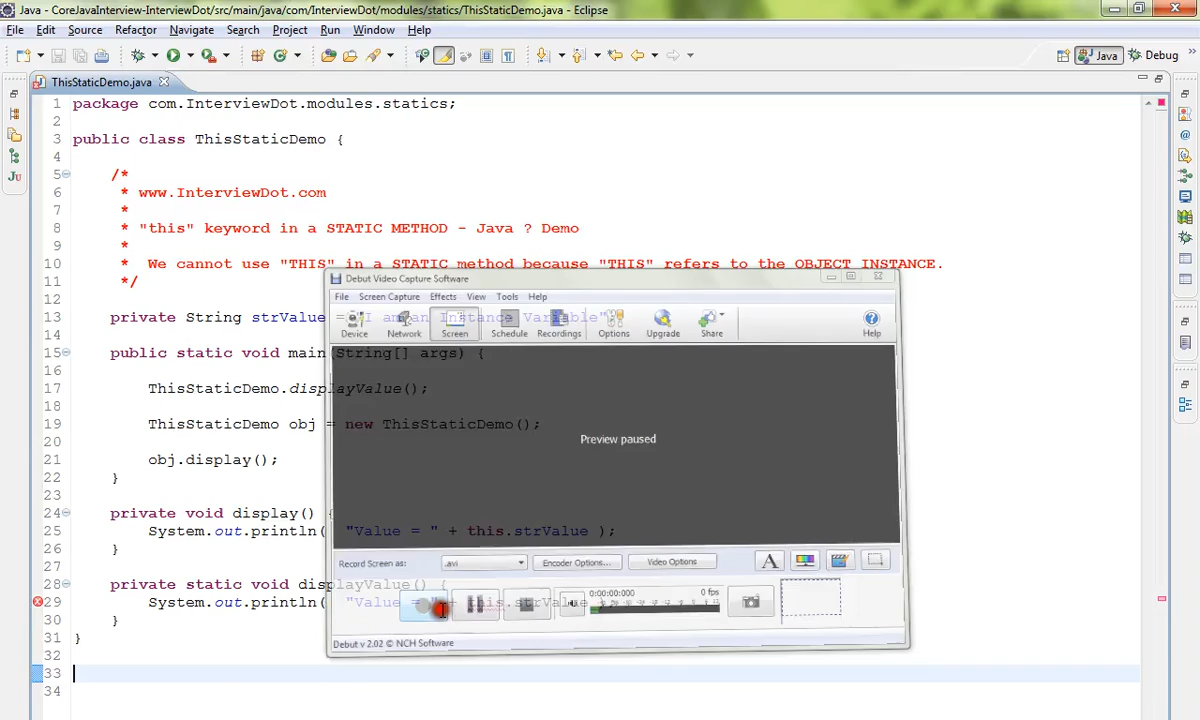 Java - CoreJavaInterview-InterviewDot/src/main/java/com/InterviewDot/modules/statics/ThisStaticDemo.java - Eclipse
File Edit Source Refactor Navigate Search Project Run Window Help
Java Debug
ThisStaticDemo.java
1 package com.InterviewDot.modules.statics;
2
3 public class ThisStaticDemo {
4
5 /*
6 * www.InterviewDot.com
7 *
8 * "this" keyword in a STATIC METHOD - Java ? Demo
9 *
10 * We cannot use "THIS" in a STATIC method because "THIS" refers to the OBJECT INSTANCE.
11 */
12
13 private String strValue = "I am an Instance Variable"
14
15 public static void main(String[] args) {
16
17 ThisStaticDemo.displayValue();
18
19 ThisStaticDemo obj = new ThisStaticDemo();
20
21 obj.display();
22 }
23
24 private void display() {
25 System.out.println( "Value = " + this.strValue );
26 }
27
28 private static void displayValue() {
29 System.out.println( "Value = " + this.strValue
30 }
31 }
32
33
34
Debut Video Capture Software
File Screen Capture Effects View Tools Help
Device Network Screen Schedule Recordings Options Upgrade Share Help
Preview paused
Record Screen as: .avi Encoder Options... Video Options
A
0:00:00:000 0 fps
Debut v 2.02 © NCH Software